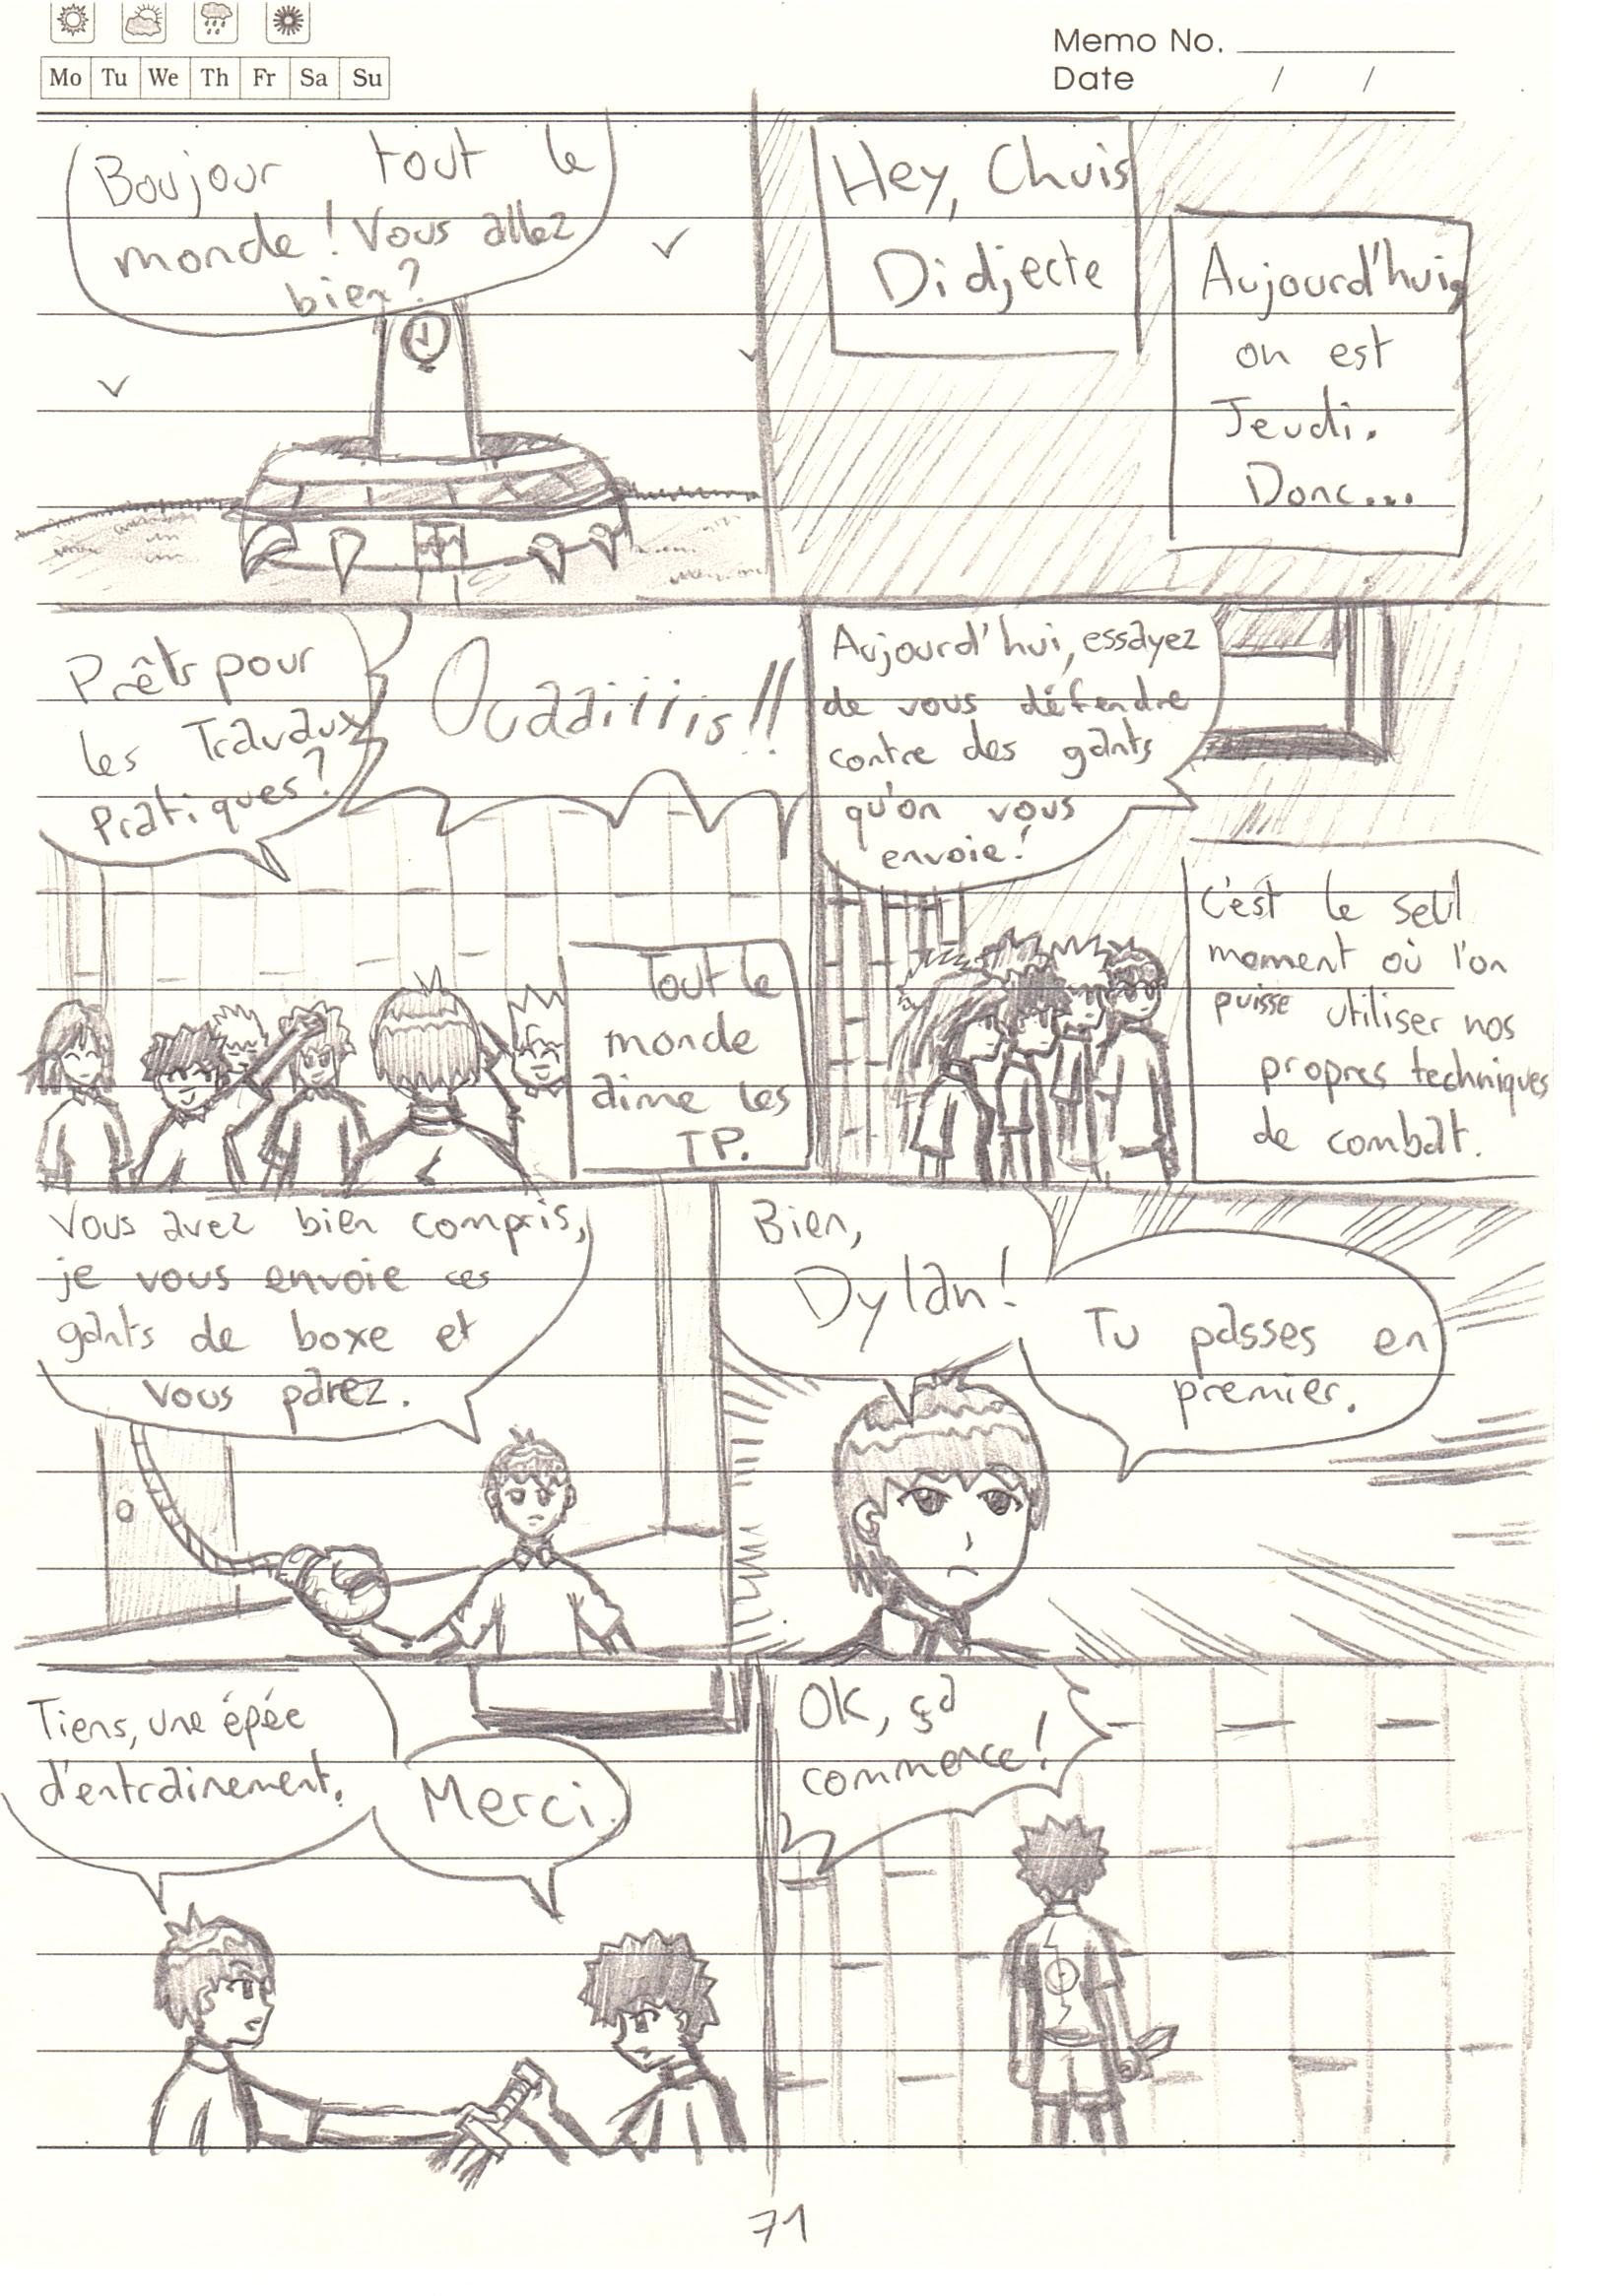 Mo Tu We Th Fr Sa Su
Memo No.
Date / /
Boujour tout le
monde ! Vous allez
bien ?
Hey, Chuis
Didjecte
Aujourd'hui,
on est
Jeudi.
Donc...
Prêts pour
les Travaux
Pratiques ?
Ouaaiiiis !!
Tout le
monde
aime les
TP.
Aujourd'hui, essayez
de vous défendre
contre des gants
qu'on vous
envoie !
C'est le seul
moment où l'on
puisse utiliser nos
propres techniques
de combat.
Vous avez bien compris,
je vous envoie ces
gants de boxe et
vous parez.
Bien,
Dylan !
Tu passes en
premier.
Tiens, une épée
d'entrainement.
Merci.
OK, ça
commence !
71